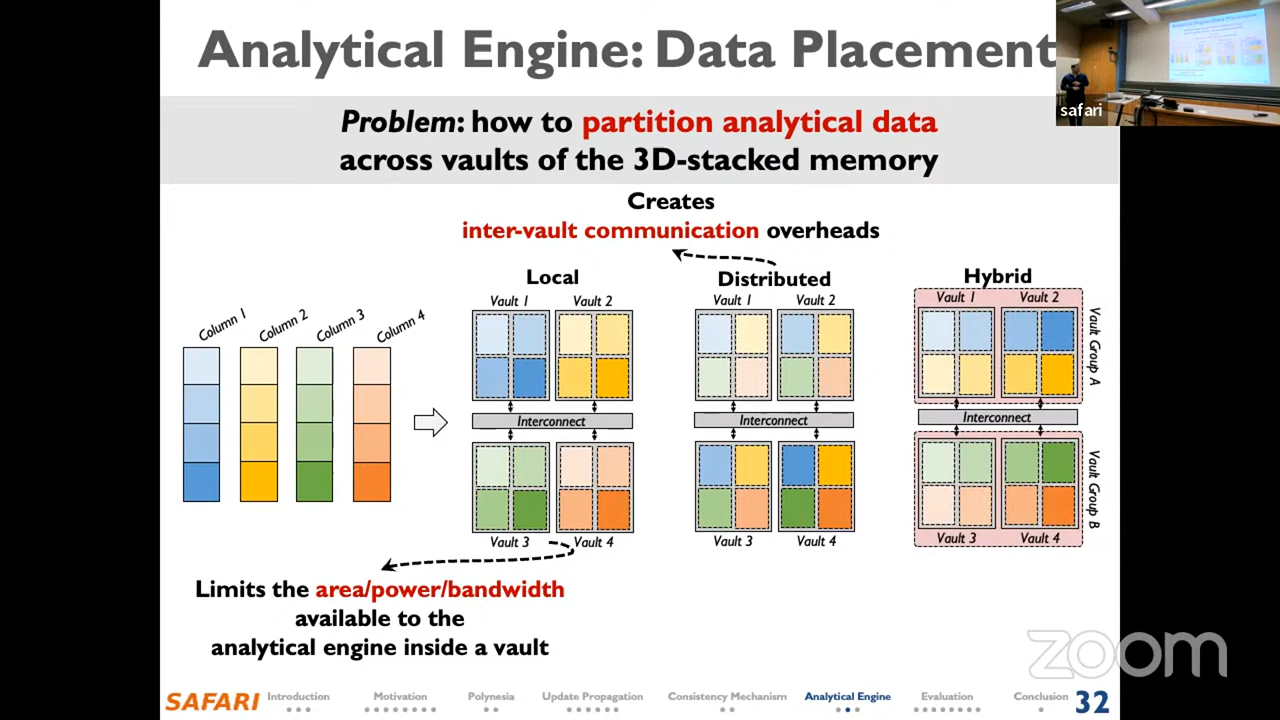 Analytical Engine: Data Placement
safari
Problem: how to partition analytical data
across vaults of the 3D-stacked memory
Creates
inter-vault communication overheads
Local
Distributed
Hybrid
Vault 1
Vault 2
Vault 1
Vault 2
Vault 1
Vault 2
Column 1
Column 2
Column 3
Column 4
Vault Group A
Interconnect
Interconnect
Interconnect
Vault Group B
Vault 3
Vault 4
Vault 3
Vault 4
Vault 3
Vault 4
Limits the area/power/bandwidth
available to the
analytical engine inside a vault
zoom
SAFARI
Introduction
Motivation
Polynesia
Update Propagation
Consistency Mechanism
Analytical Engine
Evaluation
Conclusion
32